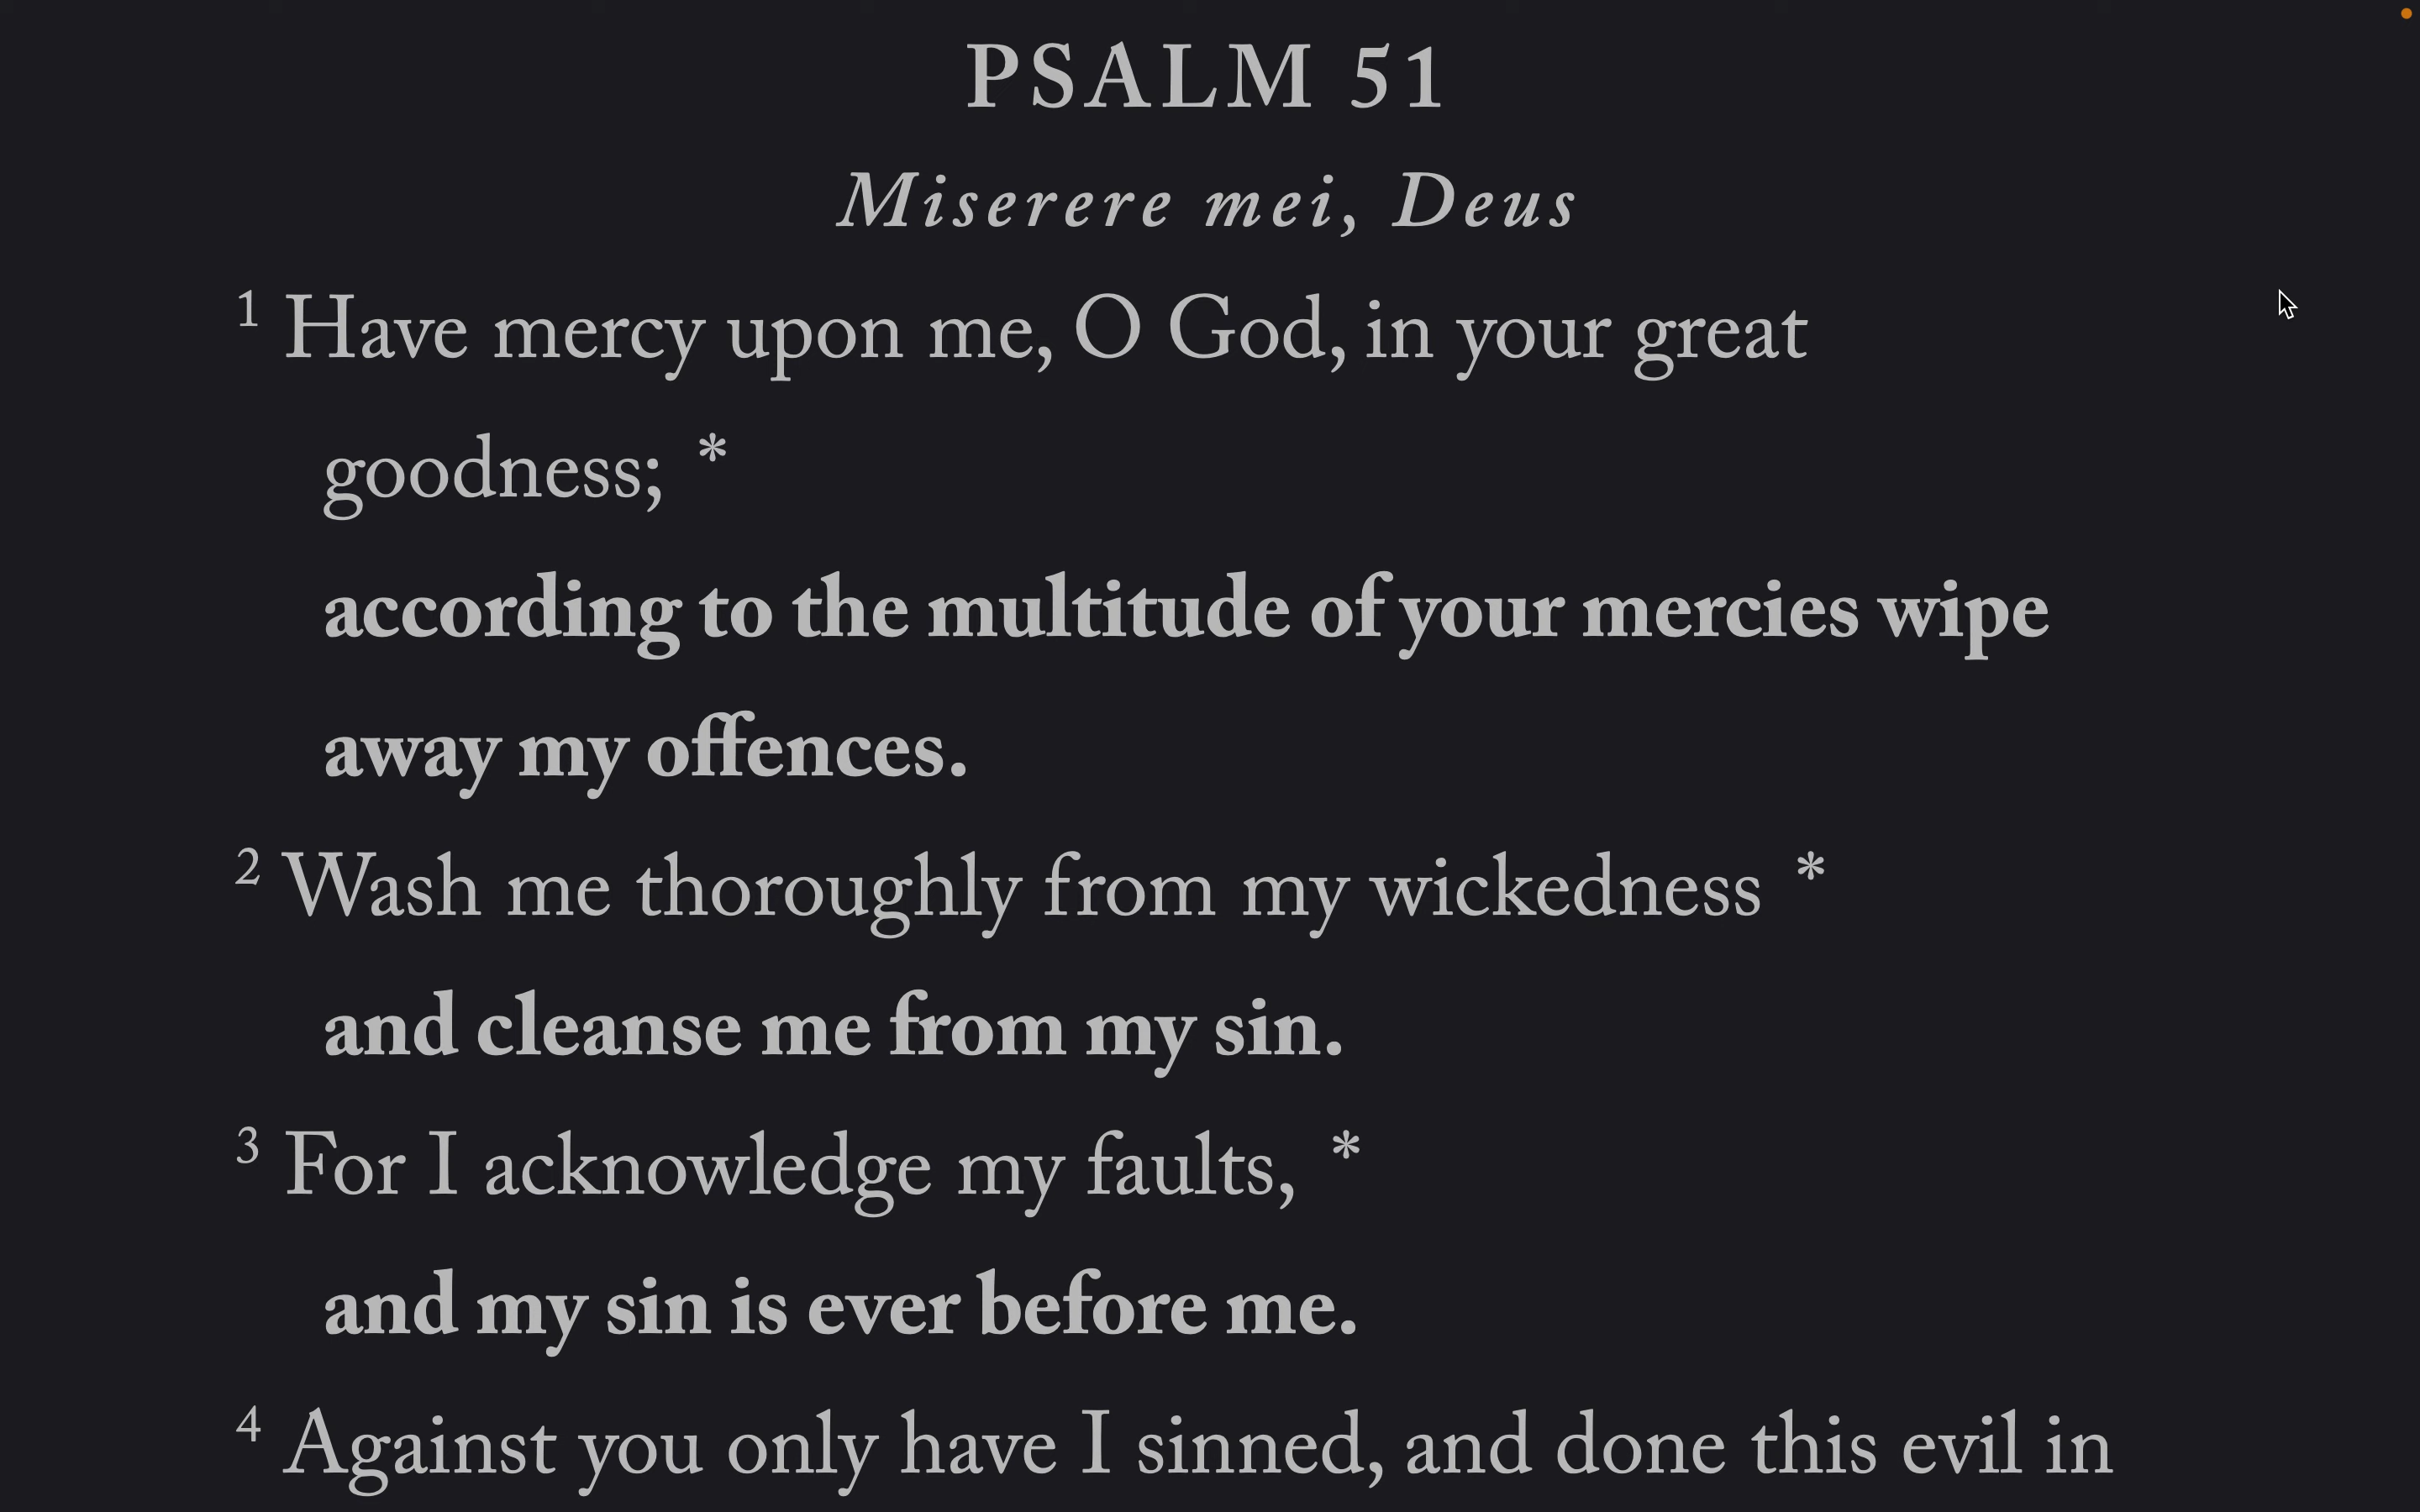 PSALM 51
Miserere mei, Deus
1 Have mercy upon me, O God, in your great
goodness; *
according to the multitude of your mercies wipe
away my offences.
2 Wash me thoroughly from my wickedness *
and cleanse me from my sin.
3 For I acknowledge my faults, *
and my sin is ever before me.
4 Against you only have I sinned, and done this evil in